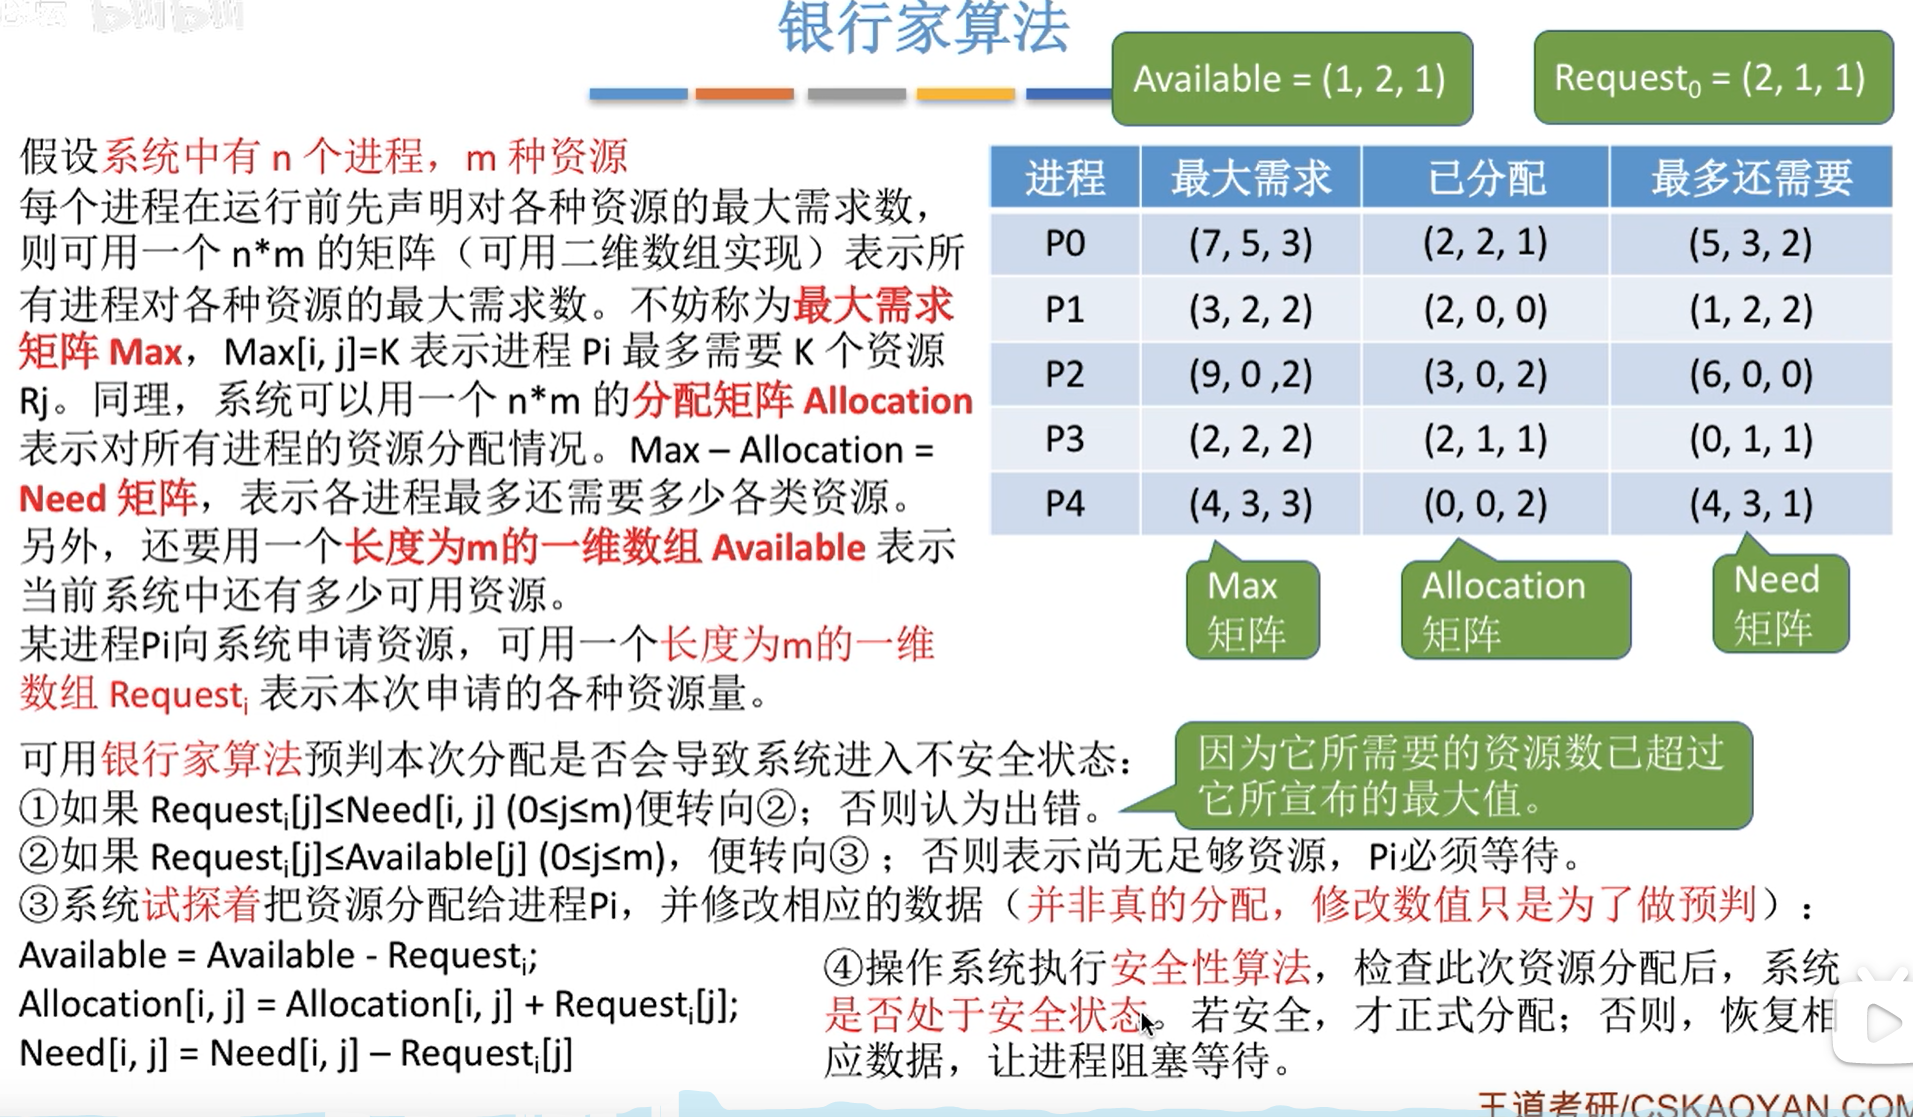 银行家算法
Available = (1, 2, 1)
Request0 = (2, 1, 1)
假设系统中有 n 个进程，m 种资源
每个进程在运行前先声明对各种资源的最大需求数，
则可用一个 n*m 的矩阵（可用二维数组实现）表示所
有进程对各种资源的最大需求数。不妨称为最大需求
矩阵 Max，Max[i, j]=K 表示进程 Pi 最多需要 K 个资源
Rj。同理，系统可以用一个 n*m 的分配矩阵 Allocation
表示对所有进程的资源分配情况。Max – Allocation =
Need 矩阵，表示各进程最多还需要多少各类资源。
另外，还要用一个长度为m的一维数组 Available 表示
当前系统中还有多少可用资源。
某进程Pi向系统申请资源，可用一个长度为m的一维
数组 Requesti 表示本次申请的各种资源量。
进程 最大需求 已分配 最多还需要
P0 (7, 5, 3) (2, 2, 1) (5, 3, 2)
P1 (3, 2, 2) (2, 0, 0) (1, 2, 2)
P2 (9, 0 ,2) (3, 0, 2) (6, 0, 0)
P3 (2, 2, 2) (2, 1, 1) (0, 1, 1)
P4 (4, 3, 3) (0, 0, 2) (4, 3, 1)
Max
矩阵
Allocation
矩阵
Need
矩阵
可用银行家算法预判本次分配是否会导致系统进入不安全状态：
①如果 Requesti[j]≤Need[i, j] (0≤j≤m)便转向②；否则认为出错。
因为它所需要的资源数已超过
它所宣布的最大值。
②如果 Requesti[j]≤Available[j] (0≤j≤m)，便转向③；否则表示尚无足够资源，Pi必须等待。
③系统试探着把资源分配给进程Pi，并修改相应的数据（并非真的分配，修改数值只是为了做预判）：
Available = Available - Requesti;
Allocation[i, j] = Allocation[i, j] + Requesti[j];
Need[i, j] = Need[i, j] – Requesti[j]
④操作系统执行安全性算法，检查此次资源分配后，系统
是否处于安全状态。若安全，才正式分配；否则，恢复相
应数据，让进程阻塞等待。
王道考研/CSKAOYAN.COM